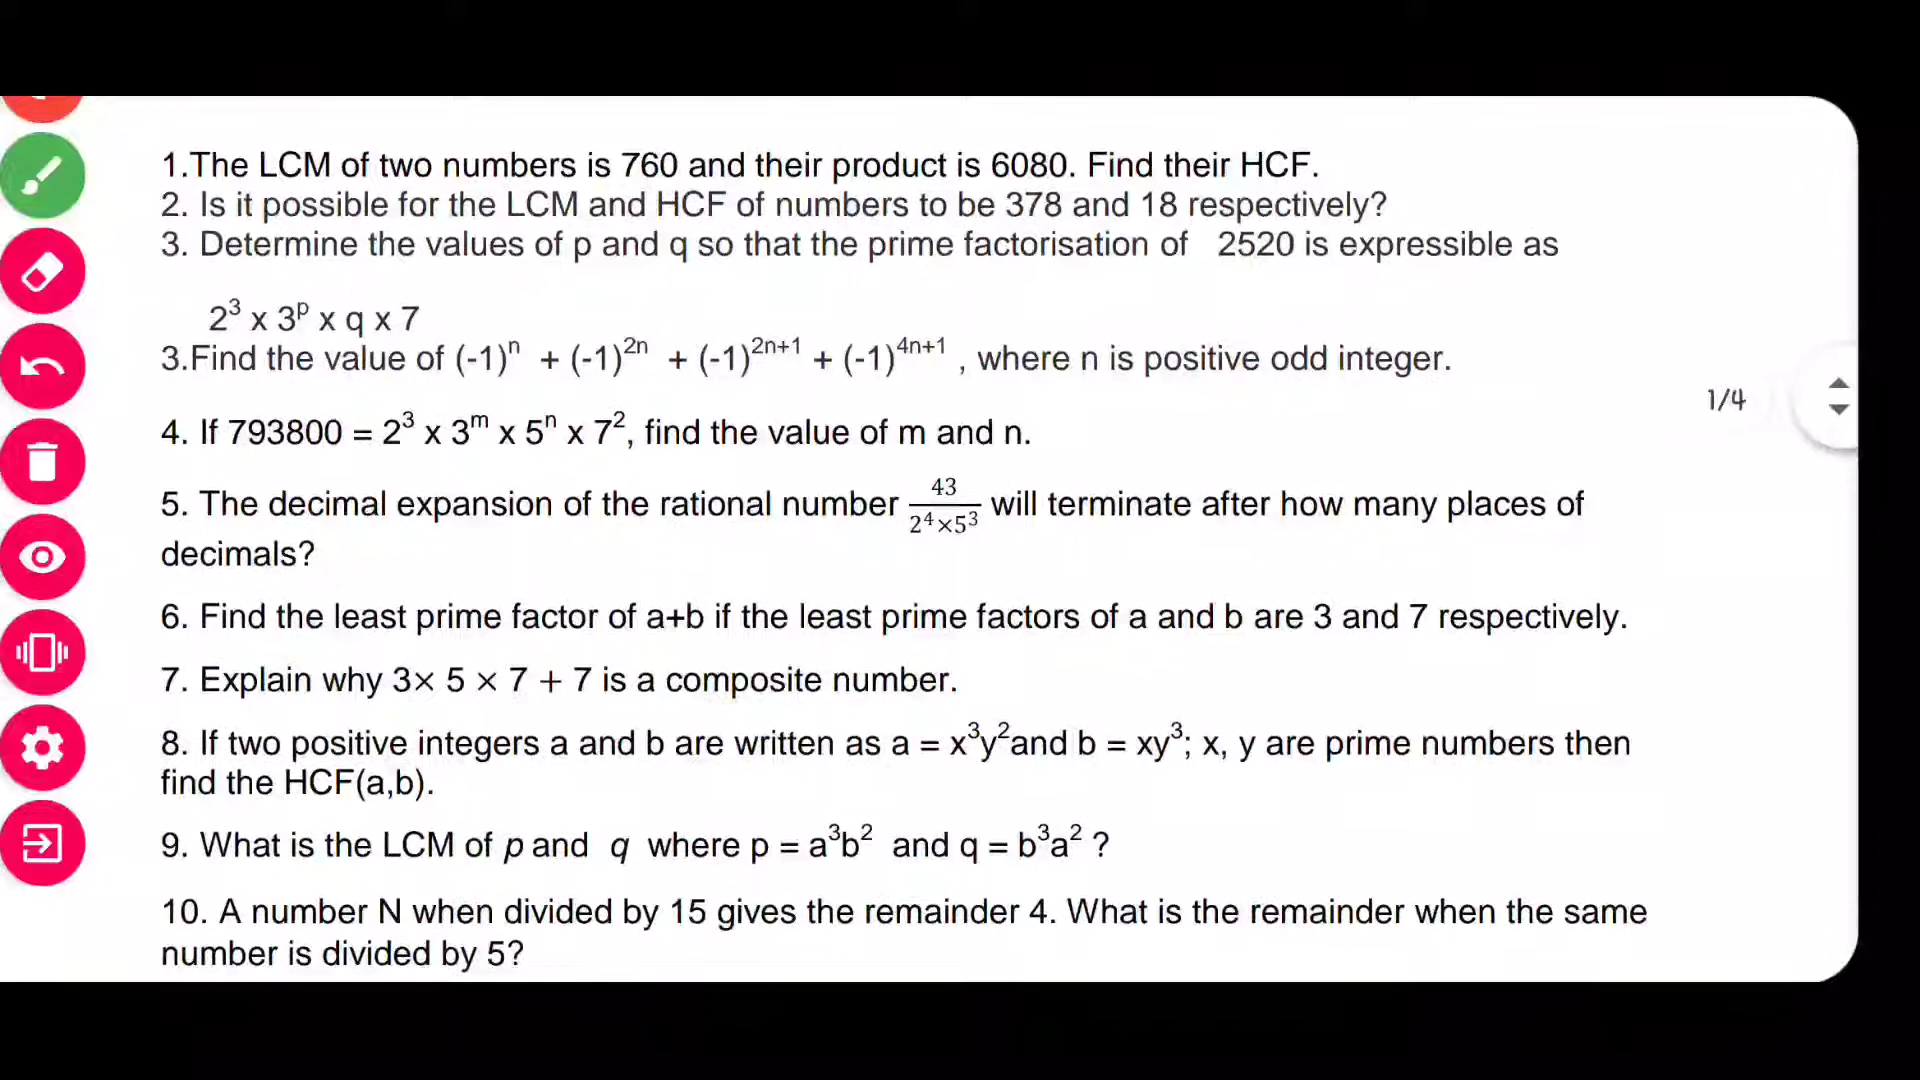 1.The LCM of two numbers is 760 and their product is 6080. Find their HCF.
2. Is it possible for the LCM and HCF of numbers to be 378 and 18 respectively?
3. Determine the values of p and q so that the prime factorisation of 2520 is expressible as
2³ x 3ᵖ x q x 7
3.Find the value of (-1)ⁿ + (-1)²ⁿ + (-1)²ⁿ⁺¹ + (-1)⁴ⁿ⁺¹ , where n is positive odd integer.
1/4
4. If 793800 = 2³ x 3ᵐ x 5ⁿ x 7², find the value of m and n.
5. The decimal expansion of the rational number 43/(2⁴×5³) will terminate after how many places of
decimals?
6. Find the least prime factor of a+b if the least prime factors of a and b are 3 and 7 respectively.
7. Explain why 3× 5 × 7 + 7 is a composite number.
8. If two positive integers a and b are written as a = x³y²and b = xy³; x, y are prime numbers then
find the HCF(a,b).
9. What is the LCM of p and q where p = a³b² and q = b³a² ?
10. A number N when divided by 15 gives the remainder 4. What is the remainder when the same
number is divided by 5?